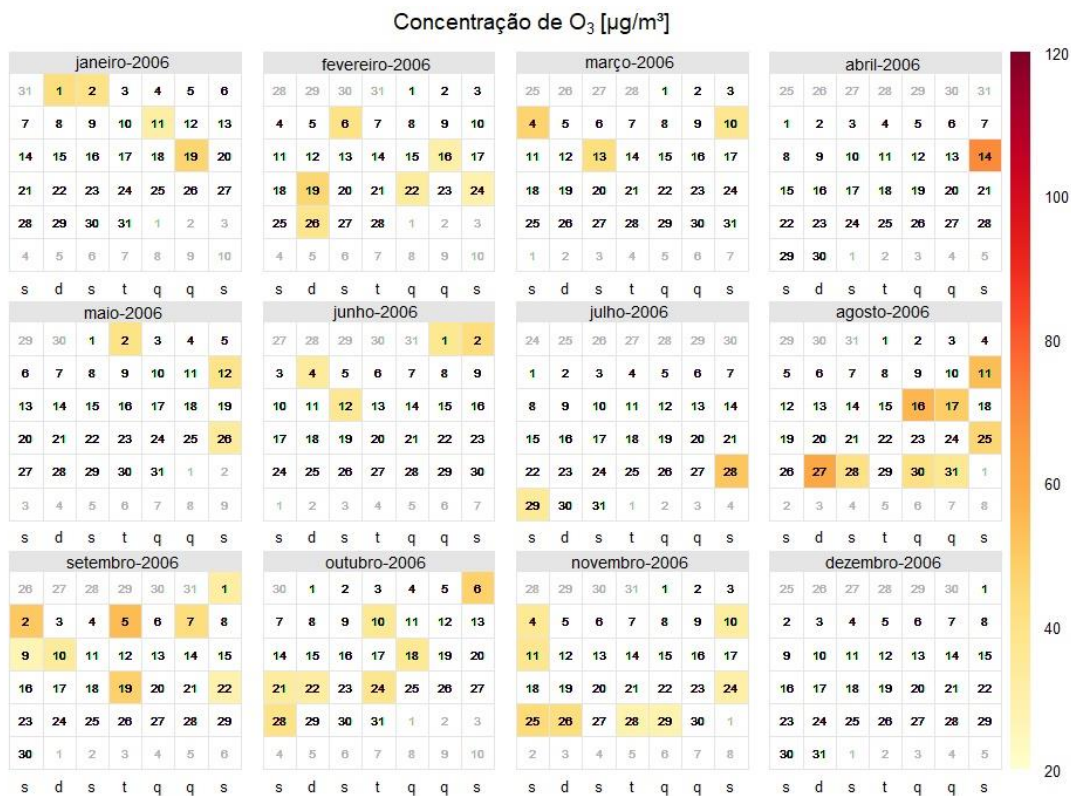 Concentração de O₃ [µg/m³]
janeiro-2006 fevereiro-2006 março-2006 abril-2006
31 1 2 3 4 5 6 28 29 30 31 1 2 3 25 26 27 28 1 2 3 25 26 27 28 29 30 31
7 8 9 10 11 12 13 4 5 6 7 8 9 10 4 5 6 7 8 9 10 1 2 3 4 5 6 7
14 15 16 17 18 19 20 11 12 13 14 15 16 17 11 12 13 14 15 16 17 8 9 10 11 12 13 14
21 22 23 24 25 26 27 18 19 20 21 22 23 24 18 19 20 21 22 23 24 15 16 17 18 19 20 21
28 29 30 31 1 2 3 25 26 27 28 1 2 3 25 26 27 28 29 30 31 22 23 24 25 26 27 28
4 5 6 7 8 9 10 4 5 6 7 8 9 10 1 2 3 4 5 6 7 29 30 1 2 3 4 5
s d s t q q s s d s t q q s s d s t q q s s d s t q q s
maio-2006 junho-2006 julho-2006 agosto-2006
29 30 1 2 3 4 5 27 28 29 30 31 1 2 24 25 26 27 28 29 30 29 30 31 1 2 3 4
6 7 8 9 10 11 12 3 4 5 6 7 8 9 1 2 3 4 5 6 7 5 6 7 8 9 10 11
13 14 15 16 17 18 19 10 11 12 13 14 15 16 8 9 10 11 12 13 14 12 13 14 15 16 17 18
20 21 22 23 24 25 26 17 18 19 20 21 22 23 15 16 17 18 19 20 21 19 20 21 22 23 24 25
27 28 29 30 31 1 2 24 25 26 27 28 29 30 22 23 24 25 26 27 28 26 27 28 29 30 31 1
3 4 5 6 7 8 9 1 2 3 4 5 6 7 29 30 31 1 2 3 4 2 3 4 5 6 7 8
s d s t q q s s d s t q q s s d s t q q s s d s t q q s
setembro-2006 outubro-2006 novembro-2006 dezembro-2006
26 27 28 29 30 31 1 30 1 2 3 4 5 6 28 29 30 31 1 2 3 25 26 27 28 29 30 1
2 3 4 5 6 7 8 7 8 9 10 11 12 13 4 5 6 7 8 9 10 2 3 4 5 6 7 8
9 10 11 12 13 14 15 14 15 16 17 18 19 20 11 12 13 14 15 16 17 9 10 11 12 13 14 15
16 17 18 19 20 21 22 21 22 23 24 25 26 27 18 19 20 21 22 23 24 16 17 18 19 20 21 22
23 24 25 26 27 28 29 28 29 30 31 1 2 3 25 26 27 28 29 30 1 23 24 25 26 27 28 29
30 1 2 3 4 5 6 4 5 6 7 8 9 10 2 3 4 5 6 7 8 30 31 1 2 3 4 5
s d s t q q s s d s t q q s s d s t q q s s d s t q q s
120
100
80
60
40
20